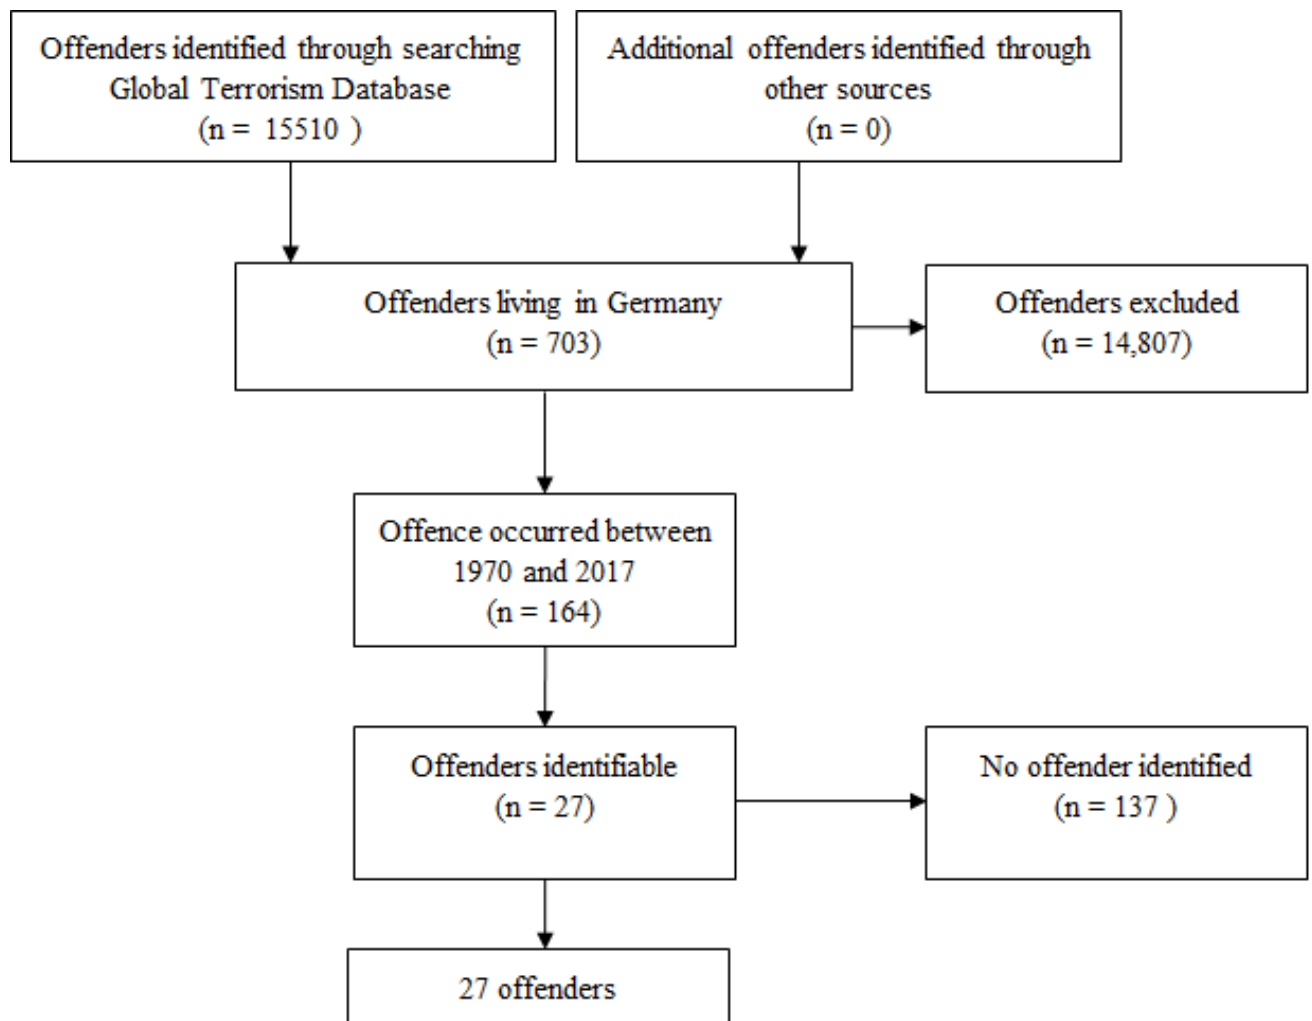 Offenders identified through searching
Global Terrorism Database
(n = 15510 )
Additional offenders identified through
other sources
(n = 0)
Offenders living in Germany
(n = 703)
Offenders excluded
(n = 14,807)
Offence occurred between
1970 and 2017
(n = 164)
Offenders identifiable
(n = 27)
No offender identified
(n = 137 )
27 offenders